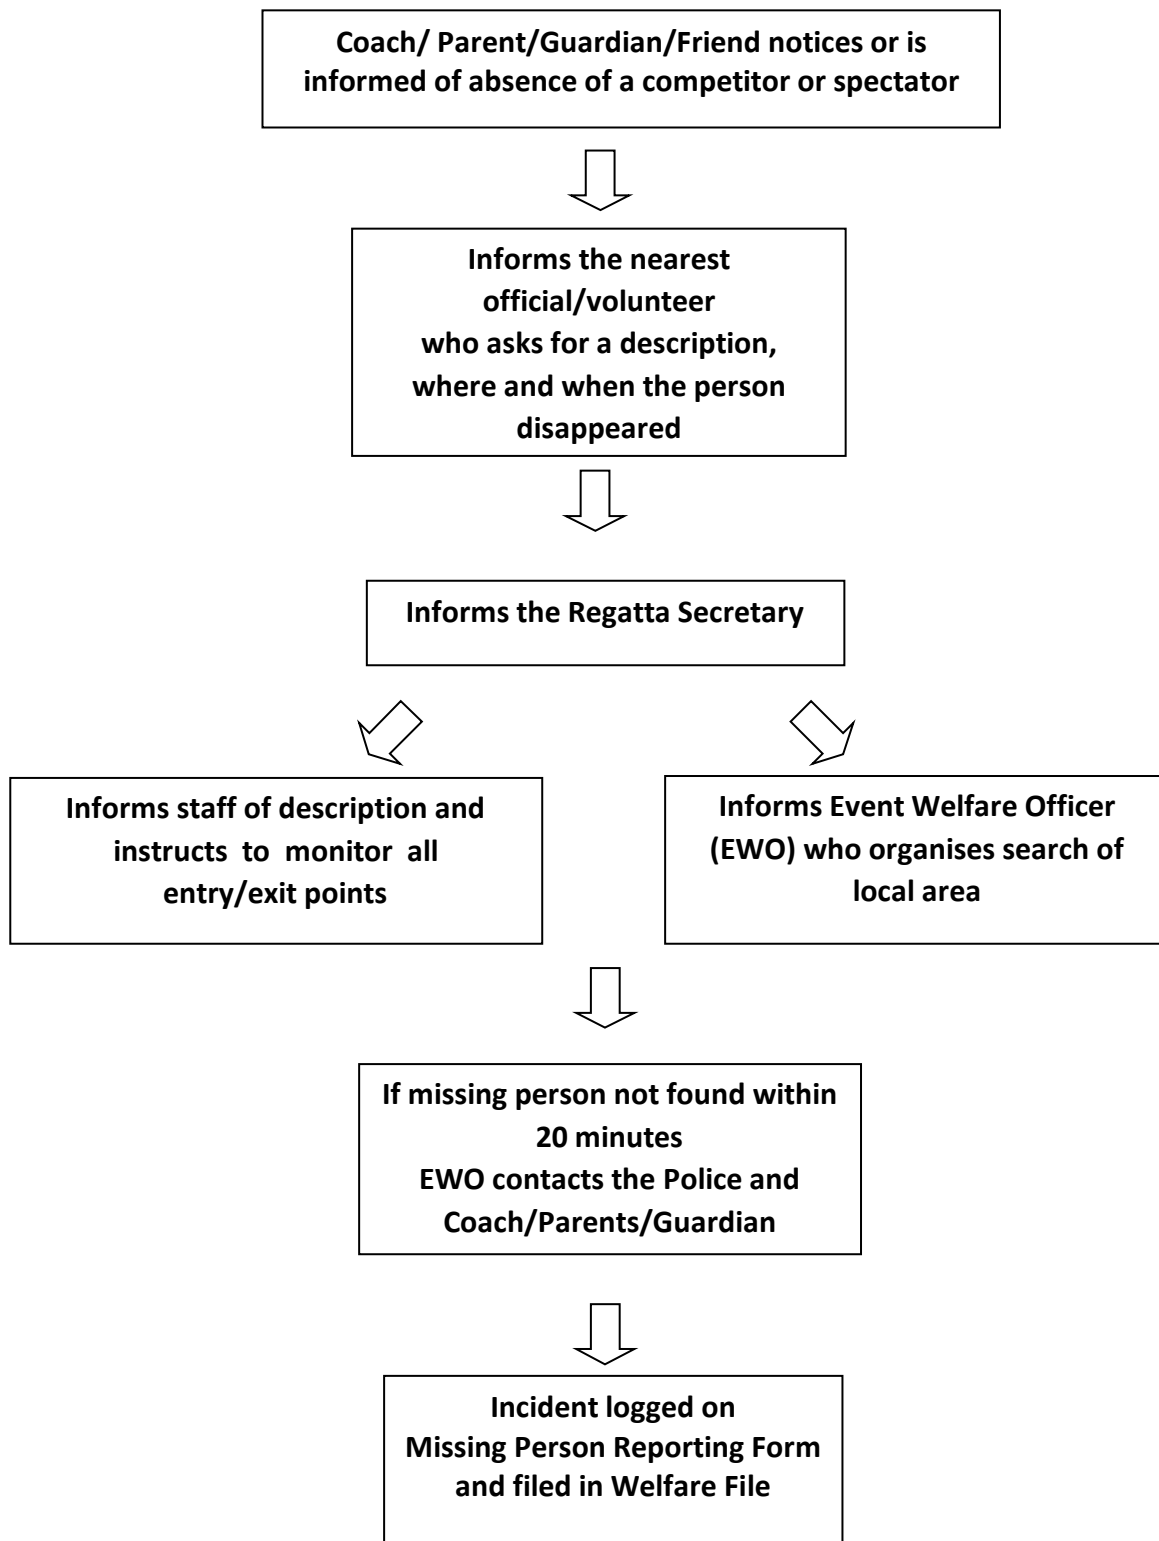 Coach/ Parent/Guardian/Friend notices or is
informed of absence of a competitor or spectator
Informs the nearest
official/volunteer
who asks for a description,
where and when the person
disappeared
Informs the Regatta Secretary
Informs staff of description and
instructs to monitor all
entry/exit points
Informs Event Welfare Officer
(EWO) who organises search of
local area
If missing person not found within
20 minutes
EWO contacts the Police and
Coach/Parents/Guardian
Incident logged on
Missing Person Reporting Form
and filed in Welfare File